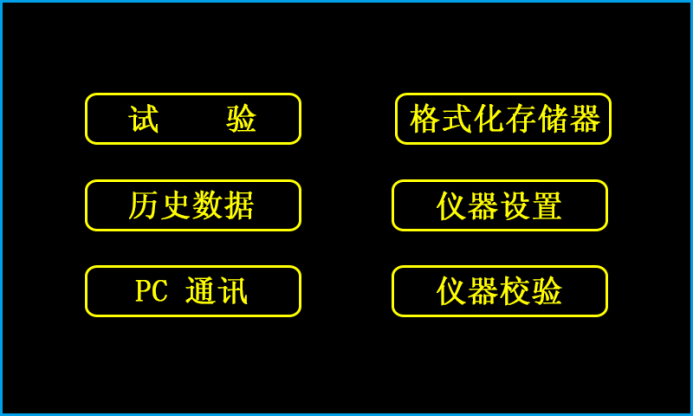 试 验
格式化存储器
历史数据
仪器设置
PC 通讯
仪器校验